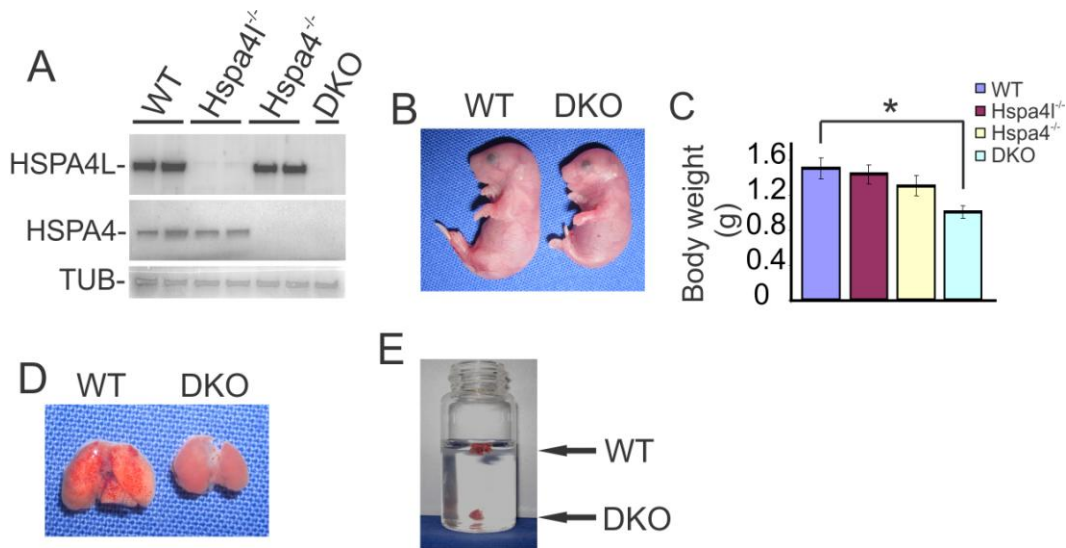 A
WT
Hspa4l-/-
Hspa4-/-
DKO
HSPA4L-
HSPA4-
TUB-
B
WT DKO
C
WT
Hspa4l-/-
Hspa4-/-
DKO
*
Body weight
(g)
1.6
1.2
0.8
0.4
0
D
WT DKO
E
WT
DKO